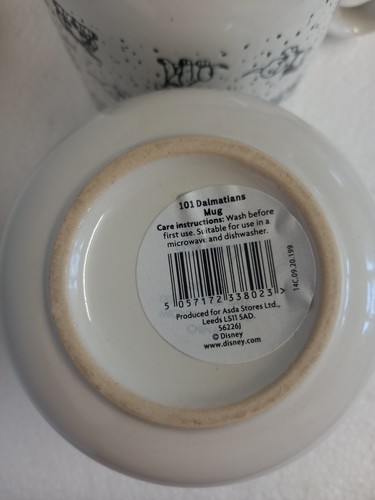 101 Dalmatians
Mug
Care instructions: Wash before
first use. Suitable for use in a
microwave and dishwasher.
5 057172 338023 >
Produced for Asda Stores Ltd.,
Leeds LS11 5AD.
56226J
© Disney
www.disney.com
14C.09.20.199